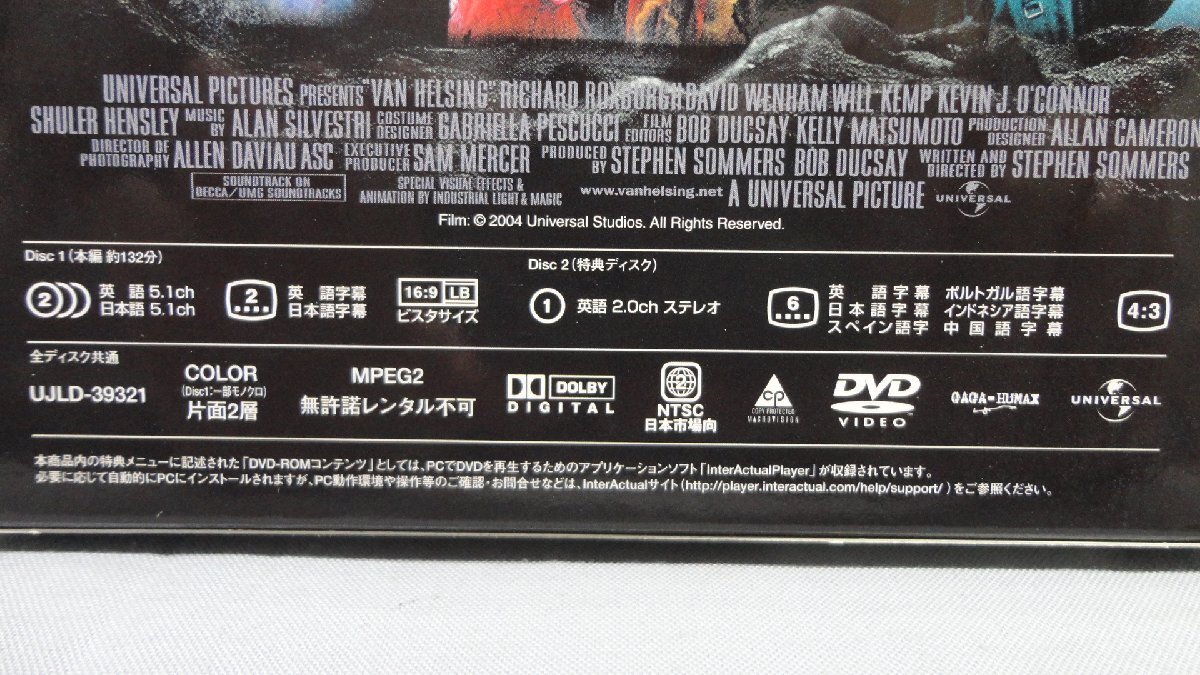 UNIVERSAL PICTURES PRESENTS "VAN HELSING" RICHARD ROXBURGH DAVID WENHAM WILL KEMP KEVIN J. O'CONNOR
SHULER HENSLEY MUSIC BY ALAN SILVESTRI COSTUME DESIGNER GABRIELLA PESCUCCI FILM EDITORS BOB DUCSAY KELLY MATSUMOTO PRODUCTION DESIGNER ALLAN CAMERON
DIRECTOR OF PHOTOGRAPHY ALLEN DAVIAU ASC EXECUTIVE PRODUCER SAM MERCER PRODUCED BY STEPHEN SOMMERS BOB DUCSAY WRITTEN AND DIRECTED BY STEPHEN SOMMERS
SOUNDTRACK ON DECCA/UMG SOUNDTRACKS SPECIAL VISUAL EFFECTS & ANIMATION BY INDUSTRIAL LIGHT & MAGIC www.vanhelsing.net A UNIVERSAL PICTURE UNIVERSAL
Film: © 2004 Universal Studios. All Rights Reserved.
Disc 1(本編 約132分)
2 英語 5.1ch
日本語 5.1ch
2 英語字幕
日本語字幕
16:9 LB
ビスタサイズ
Disc 2(特典ディスク)
1 英語 2.0ch ステレオ
6 英語字幕 ポルトガル語字幕
日本語字幕 インドネシア語字幕
スペイン語字 中国語字幕
4:3
全ディスク共通
UJLD-39321
COLOR
(Disc1:一部モノクロ)
片面2層
MPEG2
無許諾レンタル不可
DOLBY
DIGITAL
2
NTSC
日本市場向
CP
COPY PROTECTED
MACROVISION
DVD
VIDEO
GAGA-HUMAX
UNIVERSAL
本商品内の特典メニューに記述された「DVD-ROMコンテンツ」としては、PCでDVDを再生するためのアプリケーションソフト「InterActualPlayer」が収録されています。
必要に応じて自動的にPCにインストールされますが、PC動作環境や操作等のご確認・お問合せなどは、InterActualサイト(http://player.interactual.com/help/support/)をご参照ください。